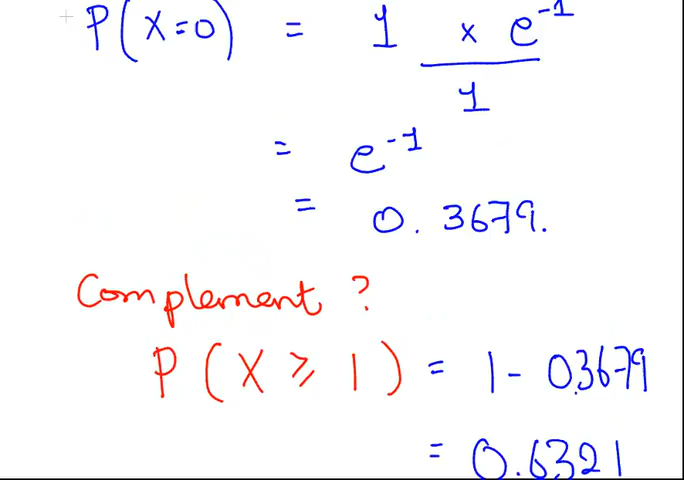 P(X=0) = 1 x e^-1
1
= e^-1
= 0.3679.
Complement ?
P(X ≥ 1) = 1 - 0.3679
= 0.6321